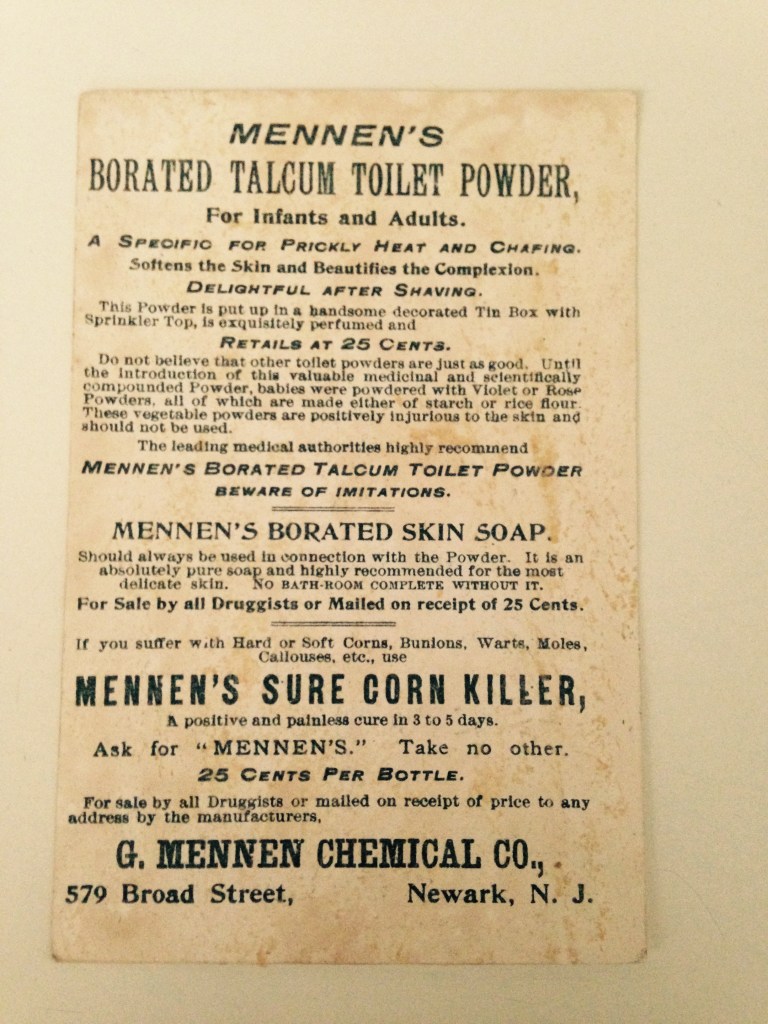 MENNEN'S
BORATED TALCUM TOILET POWDER,
For Infants and Adults.
A SPECIFIC FOR PRICKLY HEAT AND CHAFING.
Softens the Skin and Beautifies the Complexion.
DELIGHTFUL AFTER SHAVING.
This Powder is put up in a handsome decorated Tin Box with
Sprinkler Top, is exquisitely perfumed and
RETAILS AT 25 CENTS.
Do not believe that other toilet powders are just as good. Until
the introduction of this valuable medicinal and scientifically
compounded Powder, babies were powdered with Violet or Rose
Powders, all of which are made either of starch or rice flour.
These vegetable powders are positively injurious to the skin and
should not be used.
The leading medical authorities highly recommend
MENNEN'S BORATED TALCUM TOILET POWDER
BEWARE OF IMITATIONS.
MENNEN'S BORATED SKIN SOAP.
Should always be used in connection with the Powder. It is an
absolutely pure soap and highly recommended for the most
delicate skin. NO BATH-ROOM COMPLETE WITHOUT IT.
For Sale by all Druggists or Mailed on receipt of 25 Cents.
If you suffer with Hard or Soft Corns, Bunions, Warts, Moles,
Callouses, etc., use
MENNEN'S SURE CORN KILLER,
A positive and painless cure in 3 to 5 days.
Ask for "MENNEN'S." Take no other.
25 CENTS PER BOTTLE.
For sale by all Druggists or mailed on receipt of price to any
address by the manufacturers,
G. MENNEN CHEMICAL CO.,
579 Broad Street, Newark, N. J.